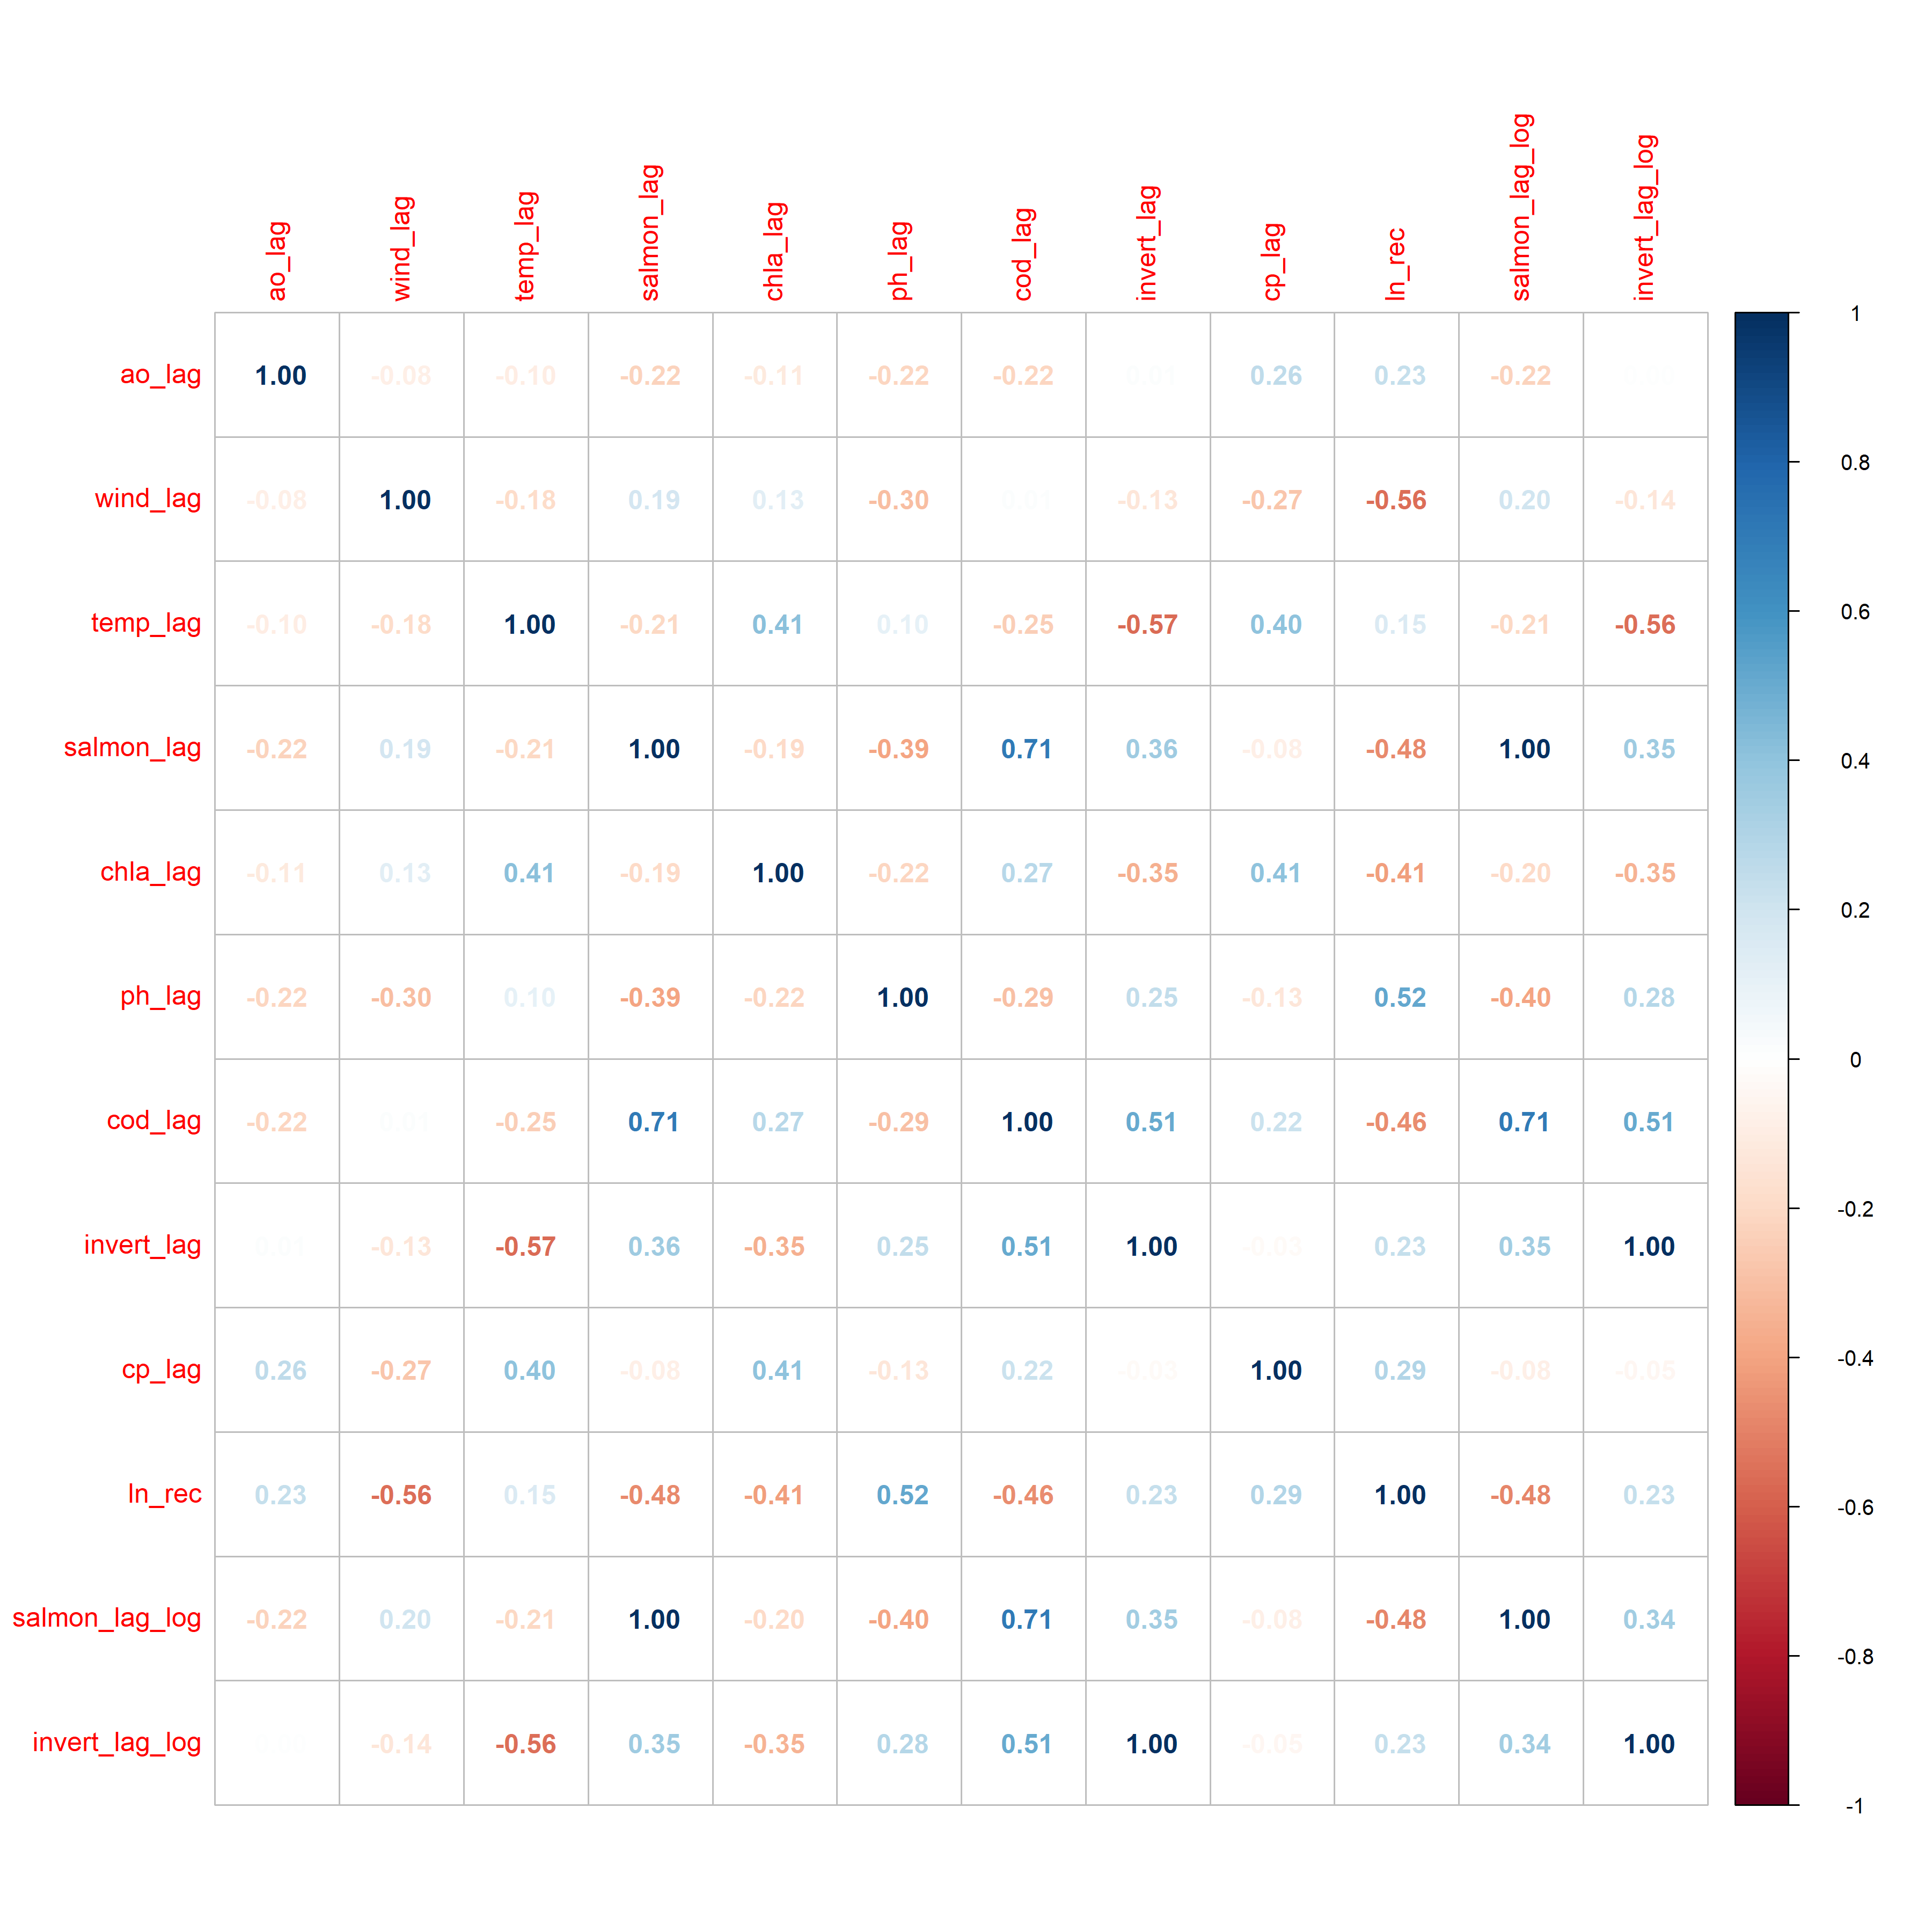 ao_lag wind_lag temp_lag salmon_lag chla_lag ph_lag cod_lag invert_lag cp_lag ln_rec salmon_lag_log invert_lag_log
ao_lag 1.00 -0.08 -0.10 -0.22 -0.11 -0.22 -0.22 0.01 0.26 0.23 -0.22
wind_lag -0.08 1.00 -0.18 0.19 0.13 -0.30 0.01 -0.13 -0.27 -0.56 0.20 -0.14
temp_lag -0.10 -0.18 1.00 -0.21 0.41 0.10 -0.25 -0.57 0.40 0.15 -0.21 -0.56
salmon_lag -0.22 0.19 -0.21 1.00 -0.19 -0.39 0.71 0.36 -0.08 -0.48 1.00 0.35
chla_lag -0.11 0.13 0.41 -0.19 1.00 -0.22 0.27 -0.35 0.41 -0.41 -0.20 -0.35
ph_lag -0.22 -0.30 0.10 -0.39 -0.22 1.00 -0.29 0.25 -0.13 0.52 -0.40 0.28
cod_lag -0.22 0.01 -0.25 0.71 0.27 -0.29 1.00 0.51 0.22 -0.46 0.71 0.51
invert_lag 0.01 -0.13 -0.57 0.36 -0.35 0.25 0.51 1.00 -0.03 0.23 0.35 1.00
cp_lag 0.26 -0.27 0.40 -0.08 0.41 -0.13 0.22 -0.03 1.00 0.29 -0.08 -0.05
ln_rec 0.23 -0.56 0.15 -0.48 -0.41 0.52 -0.46 0.23 0.29 1.00 -0.48 0.23
salmon_lag_log -0.22 0.20 -0.21 1.00 -0.20 -0.40 0.71 0.35 -0.08 -0.48 1.00 0.34
invert_lag_log -0.14 -0.56 0.35 -0.35 0.28 0.51 1.00 -0.05 0.23 0.34 1.00
1
0.8
0.6
0.4
0.2
0
-0.2
-0.4
-0.6
-0.8
-1